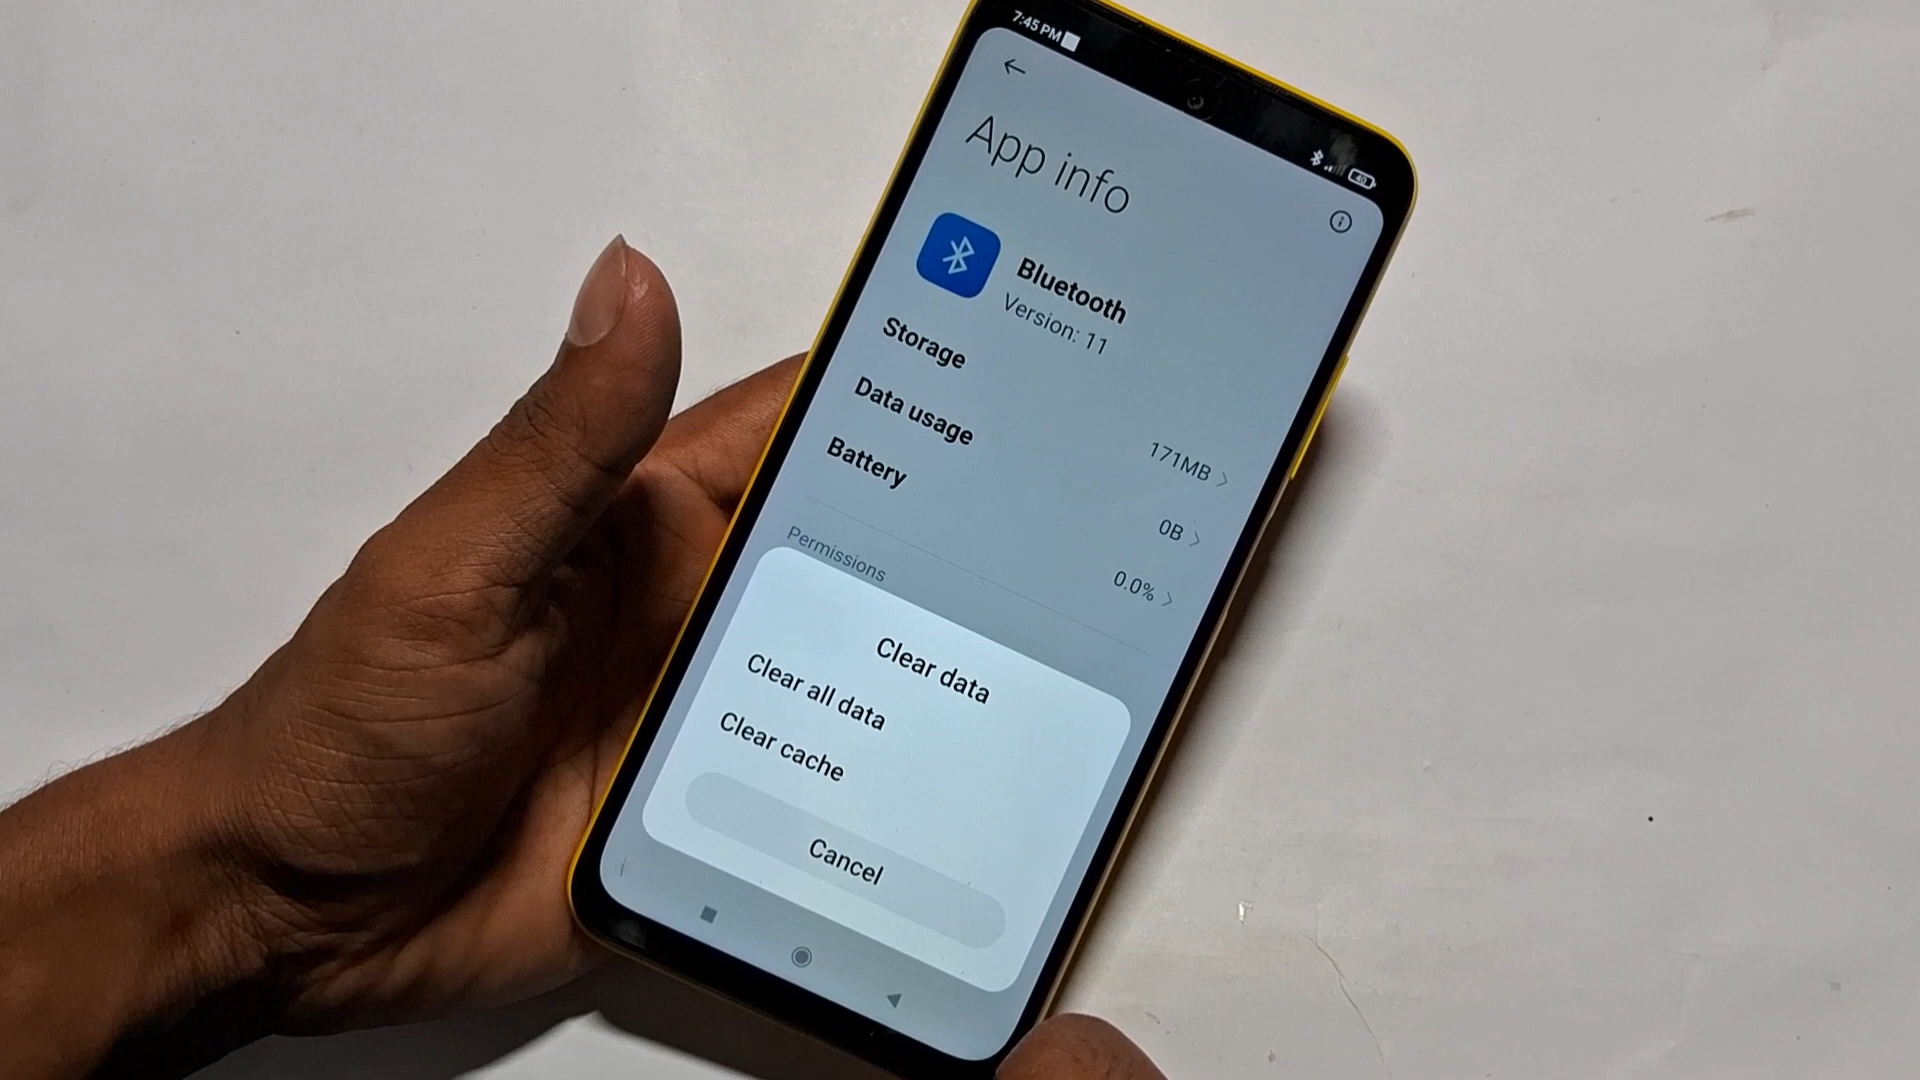 7:45 PM
40
App info
Bluetooth
Version: 11
Storage
171MB
Data usage
0B
Battery
0.0%
Permissions
Clear data
Clear all data
Clear cache
Cancel